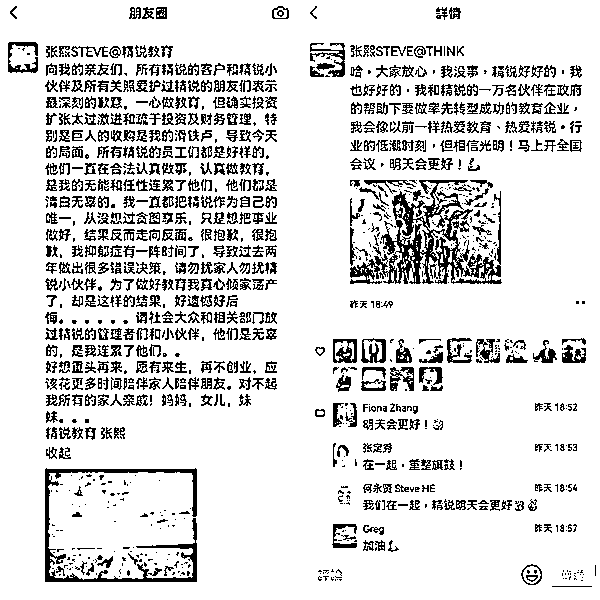 朋友圈
张熙STEVE@精锐教育
向我的亲友们、所有精锐的客户和精锐小
伙伴及所有关照爱护过精锐的朋友们表示
最深刻的歉意。一心做教育，但确实投资
扩张太过激进和疏于投资及财务管理，特
别是巨人的收购是我的滑铁卢，导致今天
的局面。所有精锐的员工们都是好样的。
他们一直在合法认真做事，认真做教育，
是我的无能和任性连累了他们，他们都是
清白无辜的。我一直都把精锐作为自己的
唯一，从没想过贪图享乐，只是想把事业
做好，结果反而走向反面。很抱歉，很抱
歉，我抑郁症有一阵时间了，导致过去两
年做出很多错误决策，请勿扰家人勿扰精
锐小伙伴。为了做好教育我真心倾家荡产
了，却是这样的结果，好遗憾好后
悔。。。。。。请社会大众和相关部门放
过精锐的管理者们和小伙伴，他们是无辜
的，是我连累了他们。。
好想重头再来，愿有来生，再不创业，应
该花更多时间陪伴家人陪伴朋友。对不起
我所有的家人亲戚！妈妈，女儿，妹
妹。。。
精锐教育 张熙
收起
詳情
张熙STEVE@THINK
哈，大家放心，我没事，精锐好好的，我
也好好的，我和精锐的一万名伙伴在政府
的帮助下要做率先转型成功的教育企业，
我会像以前一样热爱教育、热爱精锐，行
业的低潮时刻，但相信光明！马上开全国
会议，明天会更好！💪
昨天 18:49
Fiona Zhang 昨天 18:52
明天会更好！
昨天 18:53
在一起，重整旗鼓！
何永贤 Steve HE 昨天 18:54
我们在一起，精锐明天会更好
Greg 昨天 18:57
加油💪
評論